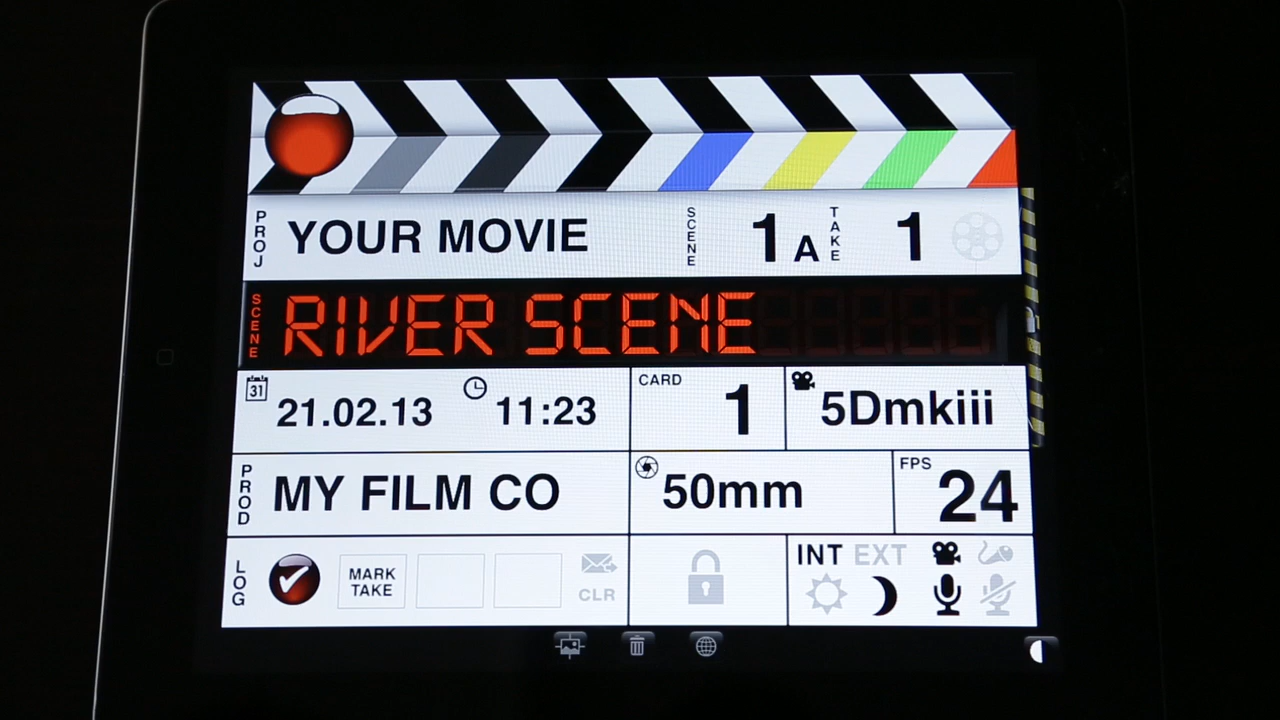 PROJ YOUR MOVIE SCENE 1A TAKE 1
SCENE RIVER SCENE
31 21.02.13 11:23 CARD 1 5Dmkiii
PROD MY FILM CO 50mm FPS 24
LOG MARK TAKE CLR INT EXT